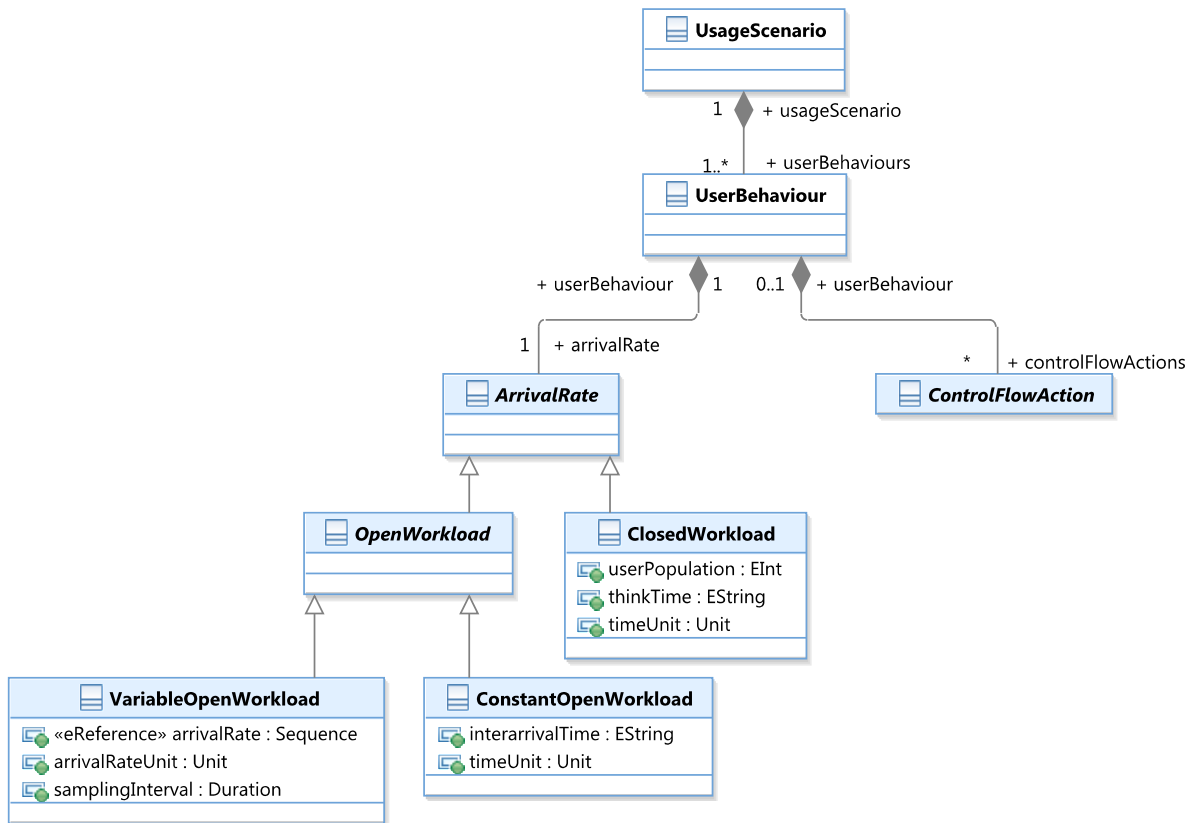 UsageScenario
1 + usageScenario
1..* + userBehaviours
UserBehaviour
+ userBehaviour 1 0..1 + userBehaviour
1 + arrivalRate
* + controlFlowActions
ArrivalRate
ControlFlowAction
OpenWorkload
ClosedWorkload
userPopulation : EInt
thinkTime : EString
timeUnit : Unit
VariableOpenWorkload
«eReference» arrivalRate : Sequence
arrivalRateUnit : Unit
samplingInterval : Duration
ConstantOpenWorkload
interarrivalTime : EString
timeUnit : Unit